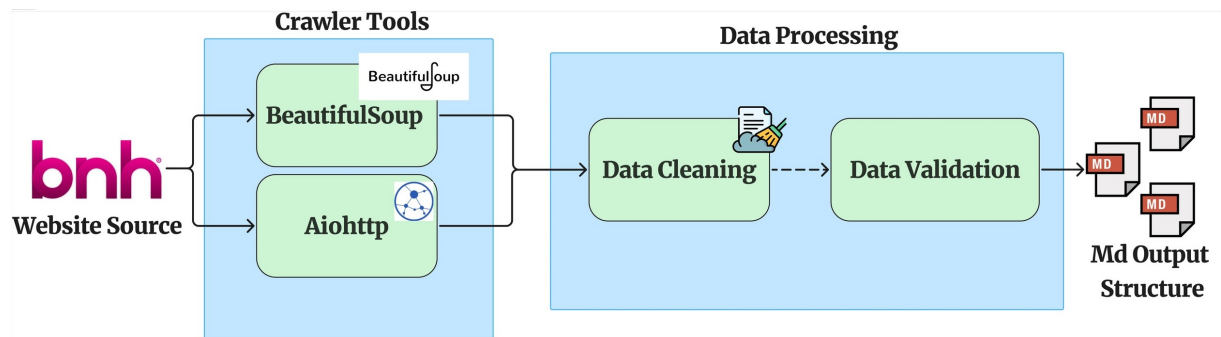 Crawler Tools
Data Processing
BeautifulSoup
BeautifulSoup
bnh
Website Source
Aiohttp
Data Cleaning
Data Validation
MD
MD
MD
Md Output
Structure